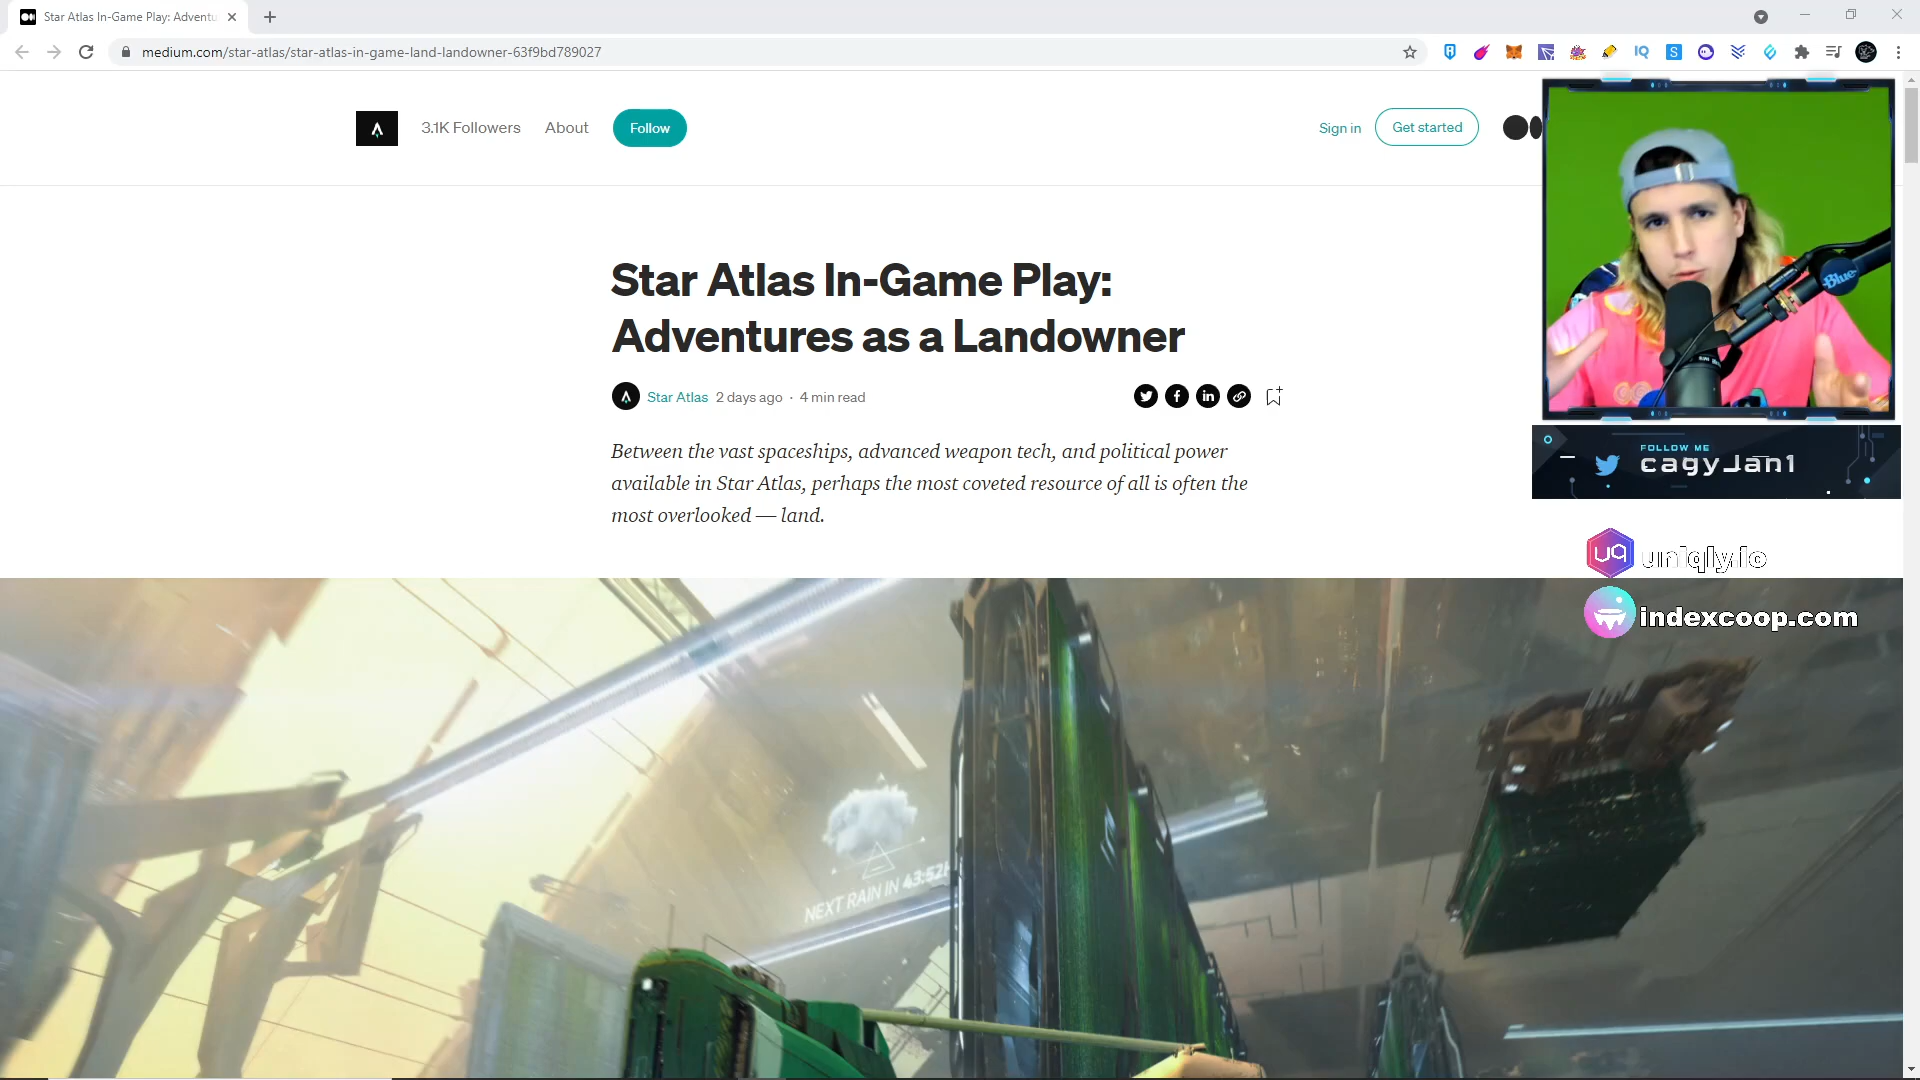 Star Atlas In-Game Play: Adventu
medium.com/star-atlas/star-atlas-in-game-land-landowner-63f9bd789027
3.1K Followers About Follow
Sign in Get started
Star Atlas In-Game Play:
Adventures as a Landowner
Star Atlas 2 days ago · 4 min read
Between the vast spaceships, advanced weapon tech, and political power
available in Star Atlas, perhaps the most coveted resource of all is often the
most overlooked — land.
Blue
FOLLOW ME
cagyJan1
uq uniqly.io
indexcoop.com
NEXT RAIN IN 43:52